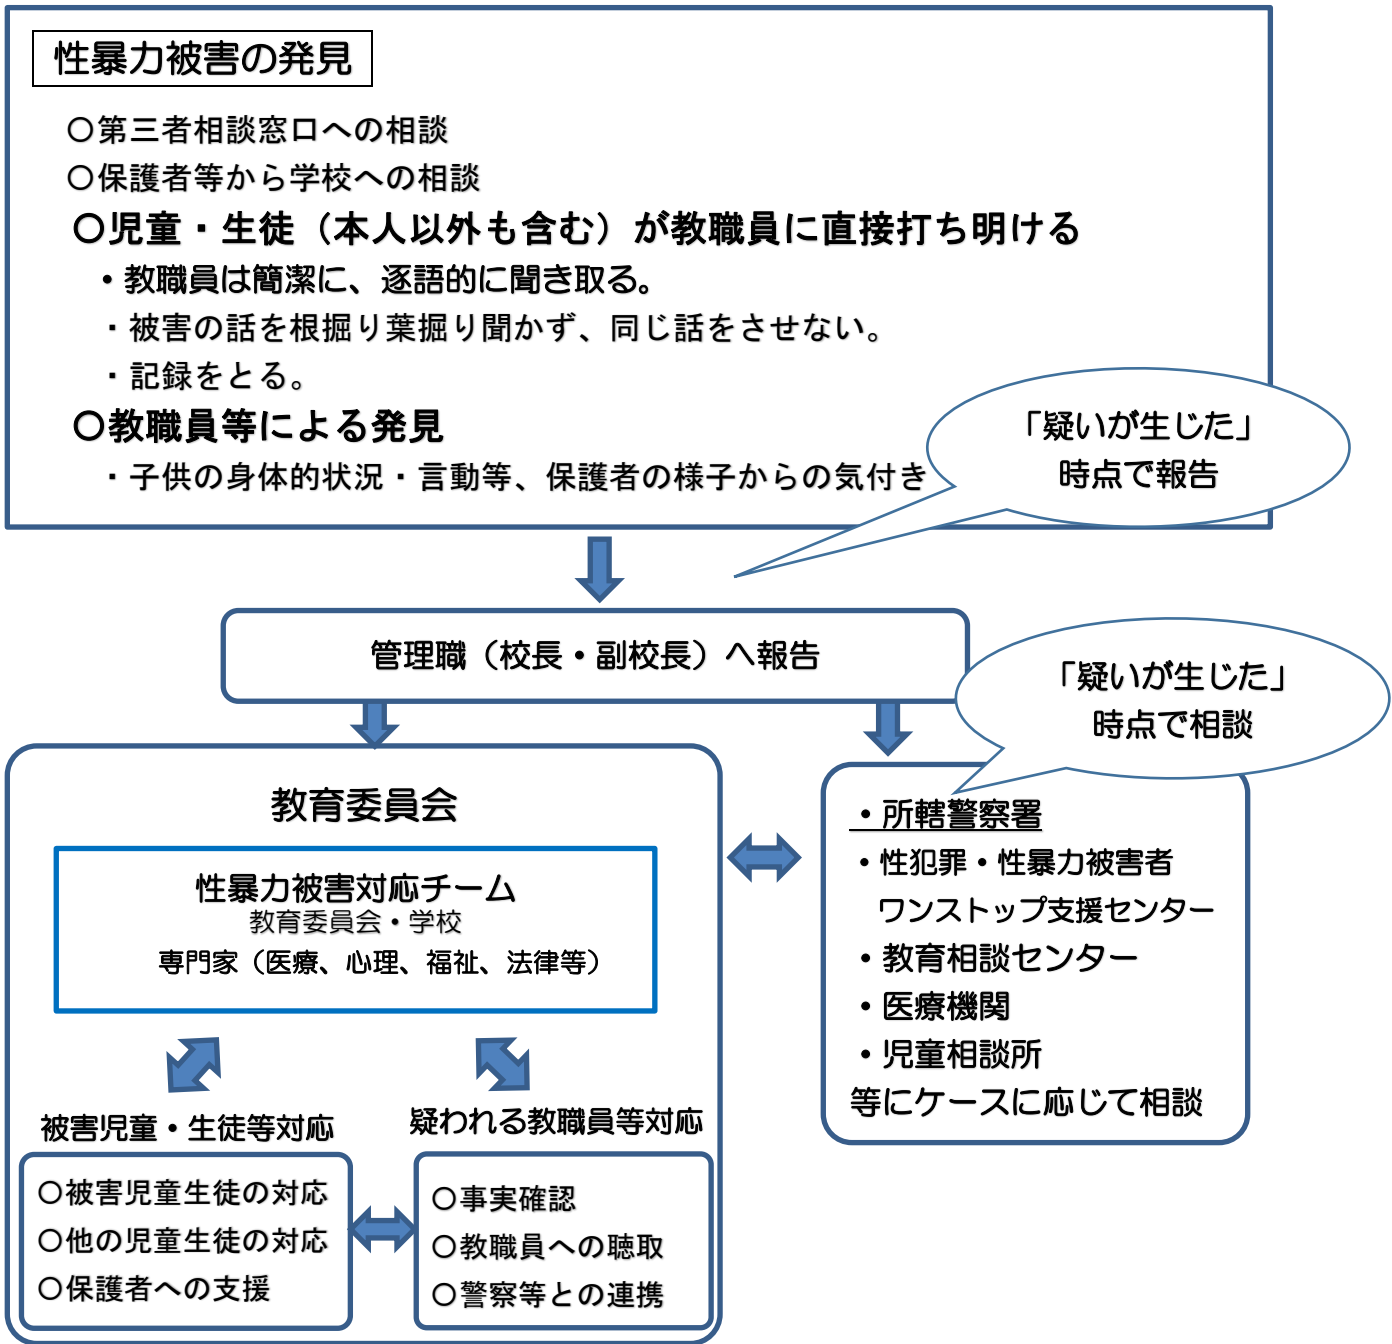 性暴力被害の発見
○第三者相談窓口への相談
○保護者等から学校への相談
○児童・生徒（本人以外も含む）が教職員に直接打ち明ける
・教職員は簡潔に、逐語的に聞き取る。
・被害の話を根掘り葉掘り聞かず、同じ話をさせない。
・記録をとる。
○教職員等による発見
・子供の身体的状況・言動等、保護者の様子からの気付き
「疑いが生じた」
時点で報告
管理職（校長・副校長）へ報告
「疑いが生じた」
時点で相談
教育委員会
性暴力被害対応チーム
教育委員会・学校
専門家（医療、心理、福祉、法律等）
被害児童・生徒等対応
○被害児童生徒の対応
○他の児童生徒の対応
○保護者への支援
疑われる教職員等対応
○事実確認
○教職員への聴取
○警察等との連携
・所轄警察署
・性犯罪・性暴力被害者
ワンストップ支援センター
・教育相談センター
・医療機関
・児童相談所
等にケースに応じて相談